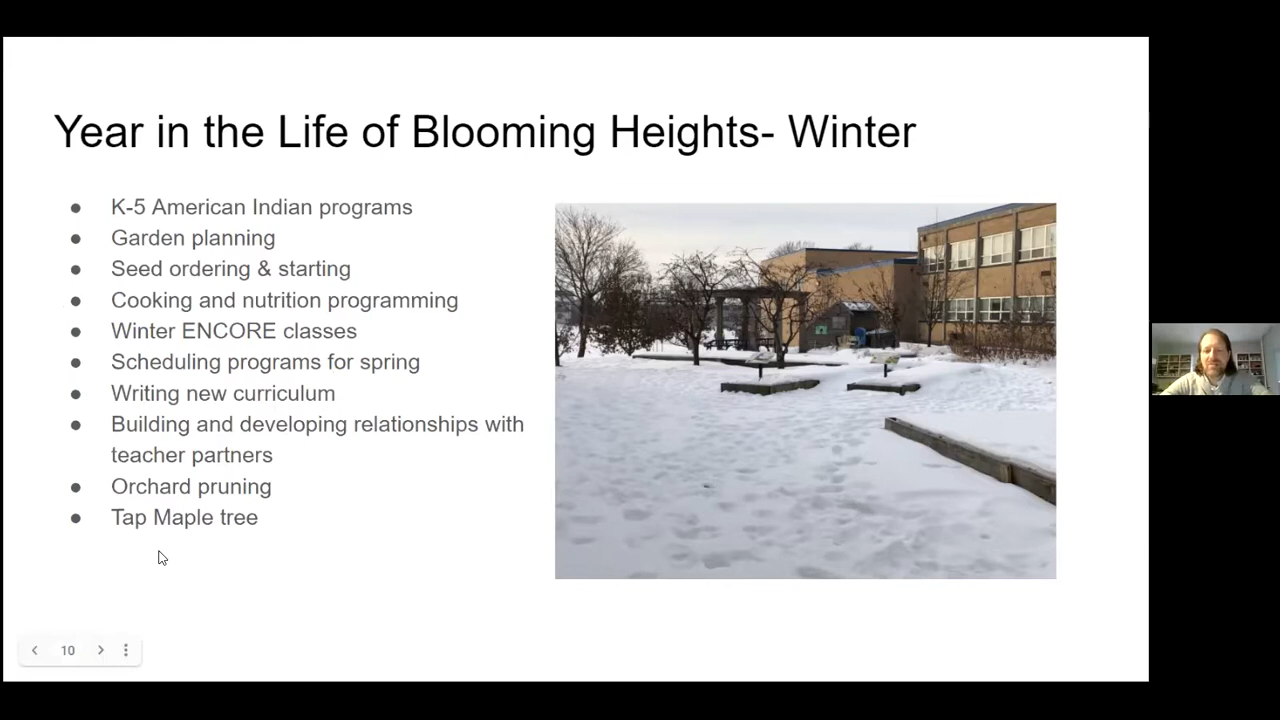 Year in the Life of Blooming Heights- Winter
● K-5 American Indian programs
● Garden planning
● Seed ordering & starting
● Cooking and nutrition programming
● Winter ENCORE classes
● Scheduling programs for spring
● Writing new curriculum
● Building and developing relationships with
teacher partners
● Orchard pruning
● Tap Maple tree
10